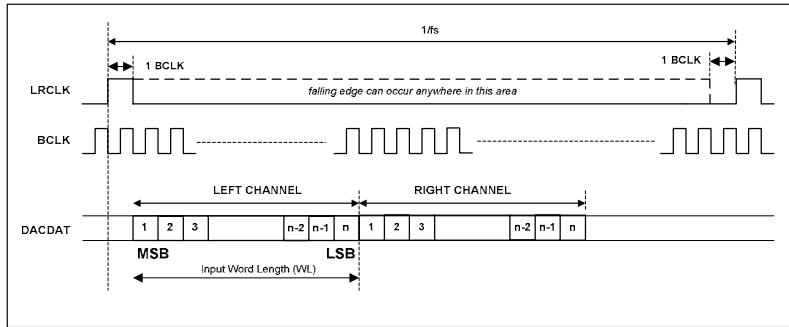 1/fs
1 BCLK
1 BCLK
LRCLK
falling edge can occur anywhere in this area
BCLK
LEFT CHANNEL
RIGHT CHANNEL
DACDAT
1 2 3 n-2 n-1 n 1 2 3 n-2 n-1 n
MSB
LSB
Input Word Length (WL)